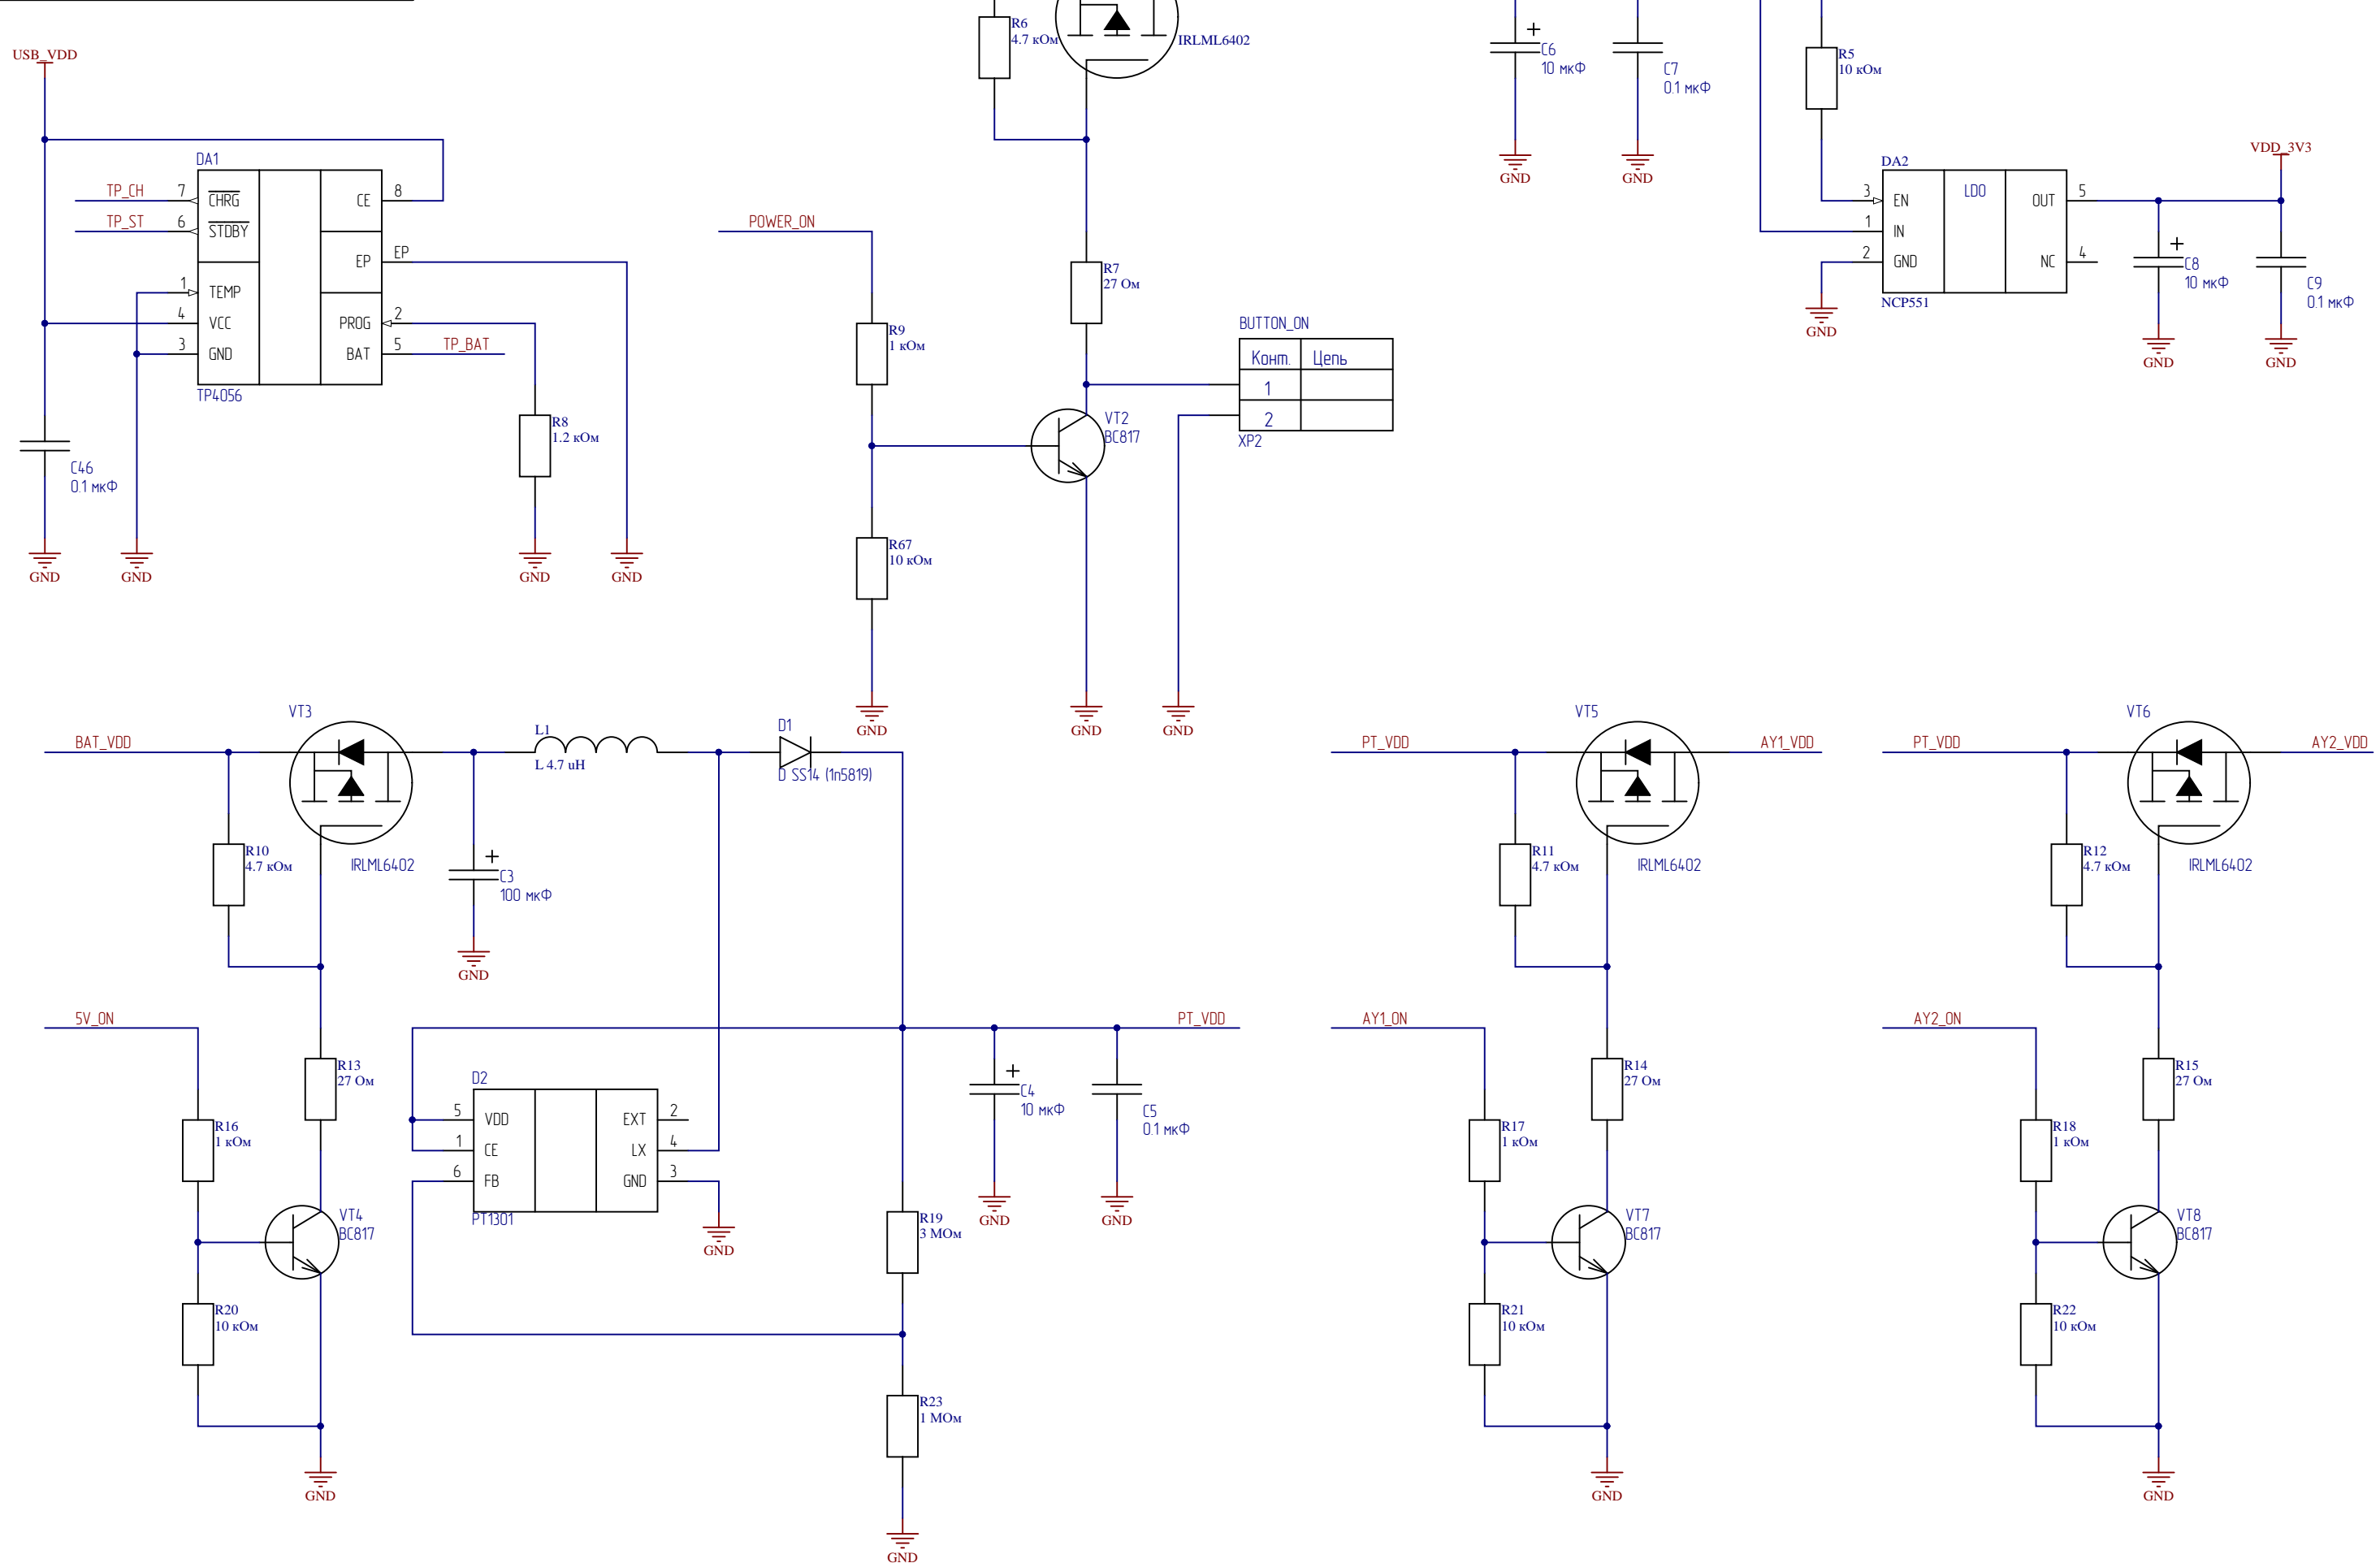 USB_VDD
DA1
TP_CH
7
CHRG
CE
8
TP_ST
6
STDBY
EP
EP
1
TEMP
4
VCC
PROG
2
3
GND
BAT
5
TP_BAT
TP4056
R8
1.2 кОм
C46
0.1 мкФ
GND
GND
GND
GND
R6
4.7 кОм
IRLML6402
POWER_ON
R7
27 Ом
R9
1 кОм
BUTTON_ON
Конт.
Цепь
1
2
XP2
VT2
BC817
R67
10 кОм
GND
GND
GND
C6
10 мкФ
C7
0.1 мкФ
GND
GND
R5
10 кОм
DA2
VDD_3V3
3
EN
LDO
OUT
5
1
IN
2
GND
NC
4
NCP551
GND
C8
10 мкФ
C9
0.1 мкФ
GND
GND
VT3
BAT_VDD
L1
L 4.7 uH
D1
D SS14 (1n5819)
R10
4.7 кОм
IRLML6402
C3
100 мкФ
GND
5V_ON
PT_VDD
R13
27 Ом
D2
5
VDD
EXT
2
1
CE
LX
4
6
FB
GND
3
PT1301
GND
C4
10 мкФ
C5
0.1 мкФ
GND
GND
R16
1 кОм
VT4
BC817
R19
3 МОм
R20
10 кОм
R23
1 МОм
GND
GND
VT5
PT_VDD
AY1_VDD
R11
4.7 кОм
IRLML6402
AY1_ON
R14
27 Ом
R17
1 кОм
VT7
BC817
R21
10 кОм
GND
VT6
PT_VDD
AY2_VDD
R12
4.7 кОм
IRLML6402
AY2_ON
R15
27 Ом
R18
1 кОм
VT8
BC817
R22
10 кОм
GND